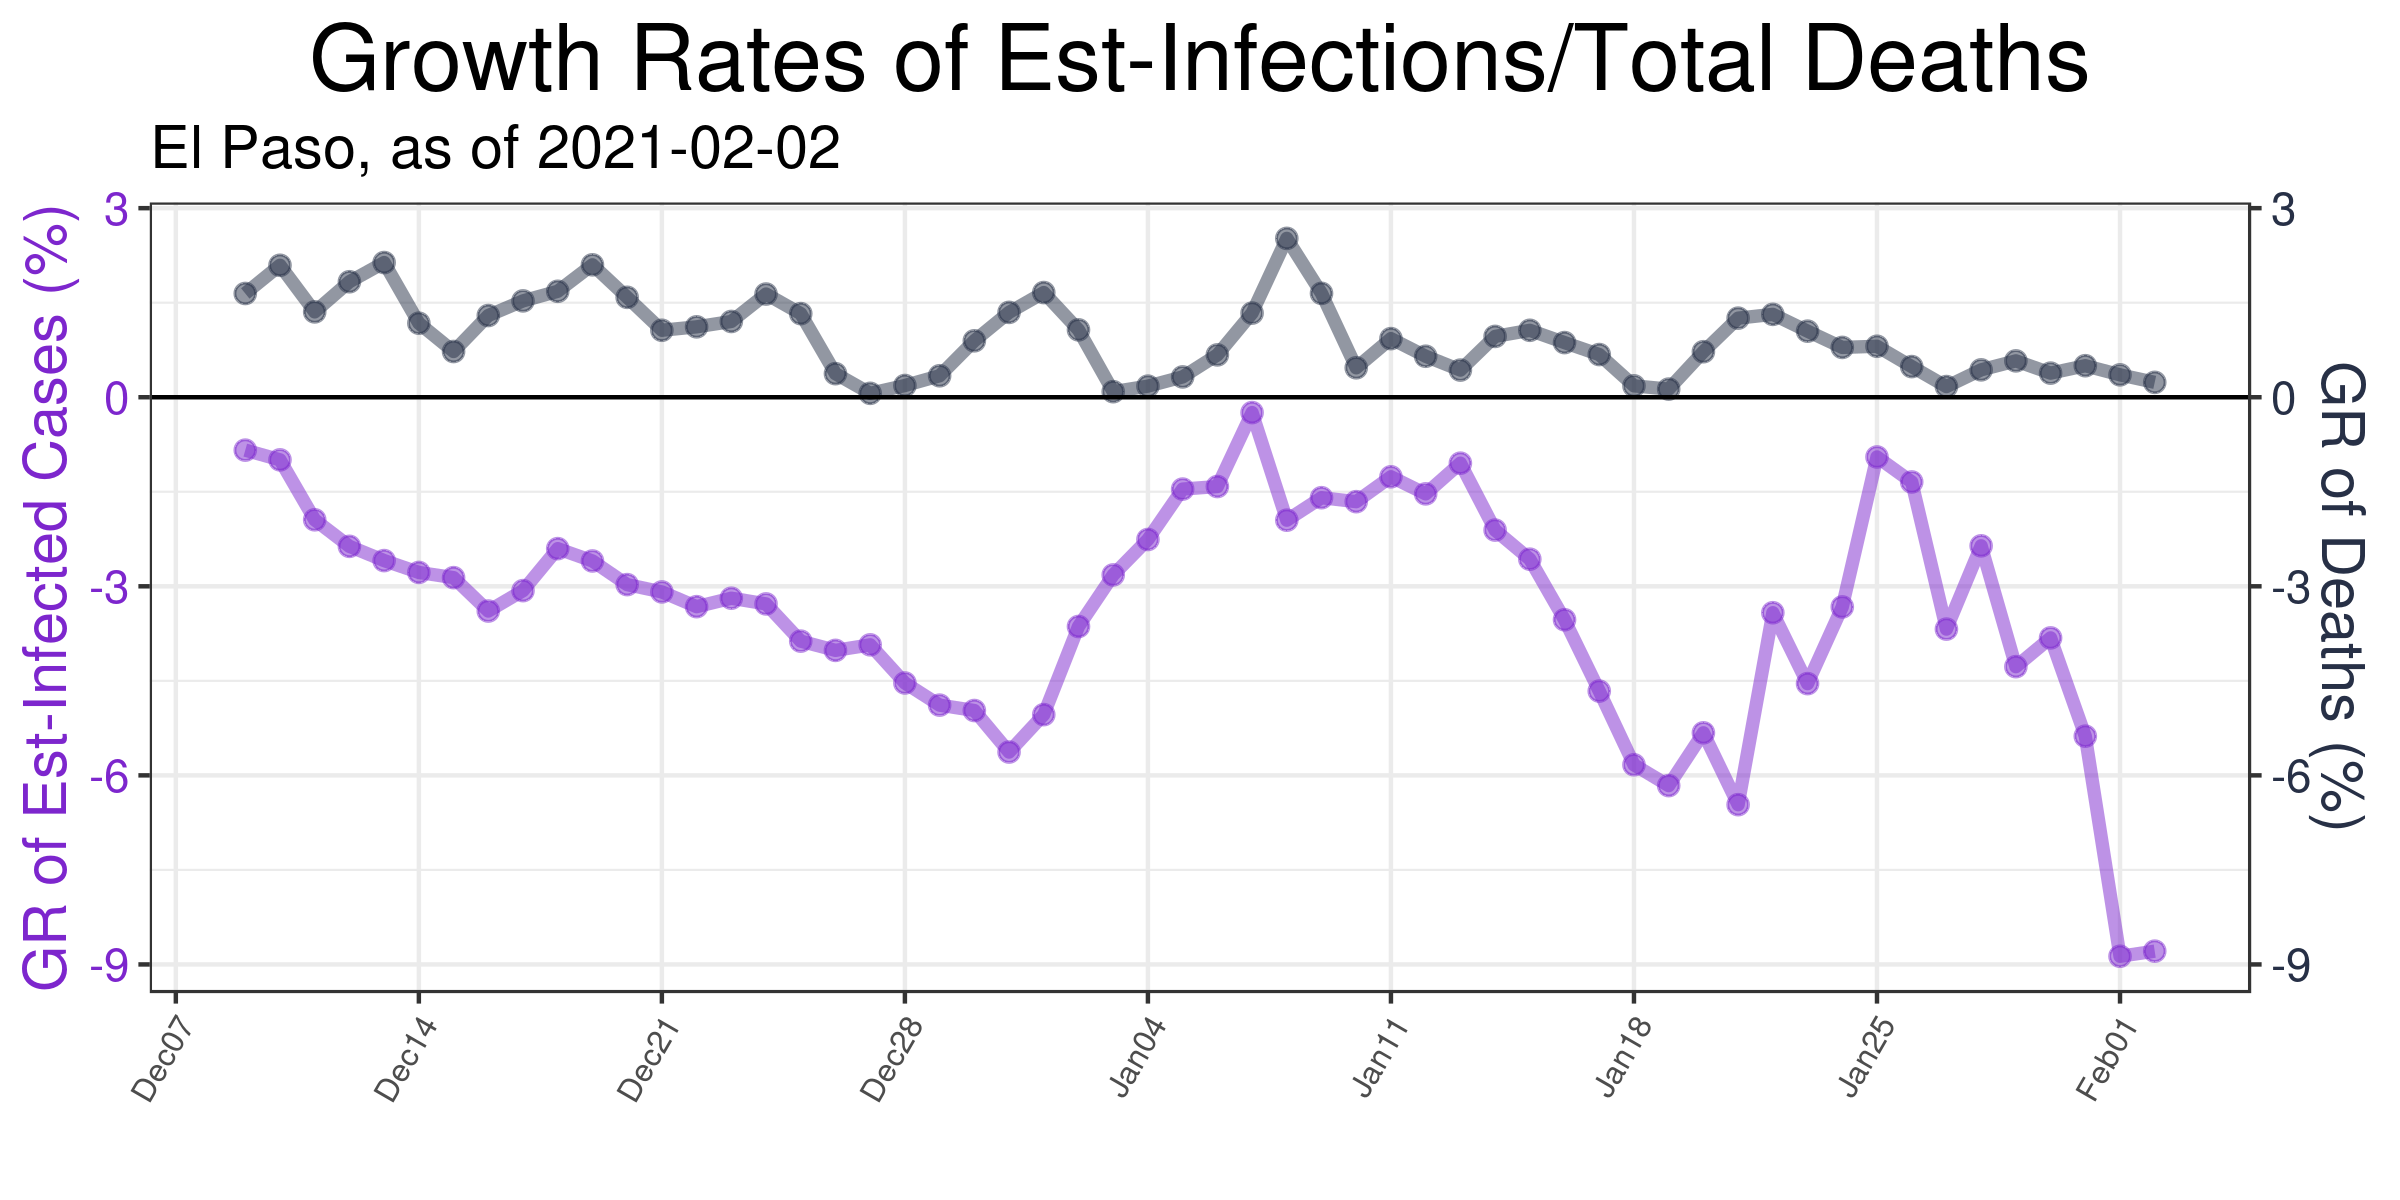 Growth Rates of Est-Infections/Total Deaths
El Paso, as of 2021-02-02
GR of Est-Infected Cases (%)
3
0
-3
-6
-9
3
0
-3
-6
-9
GR of Deaths (%)
Dec07
Dec14
Dec21
Dec28
Jan04
Jan11
Jan18
Jan25
Feb01